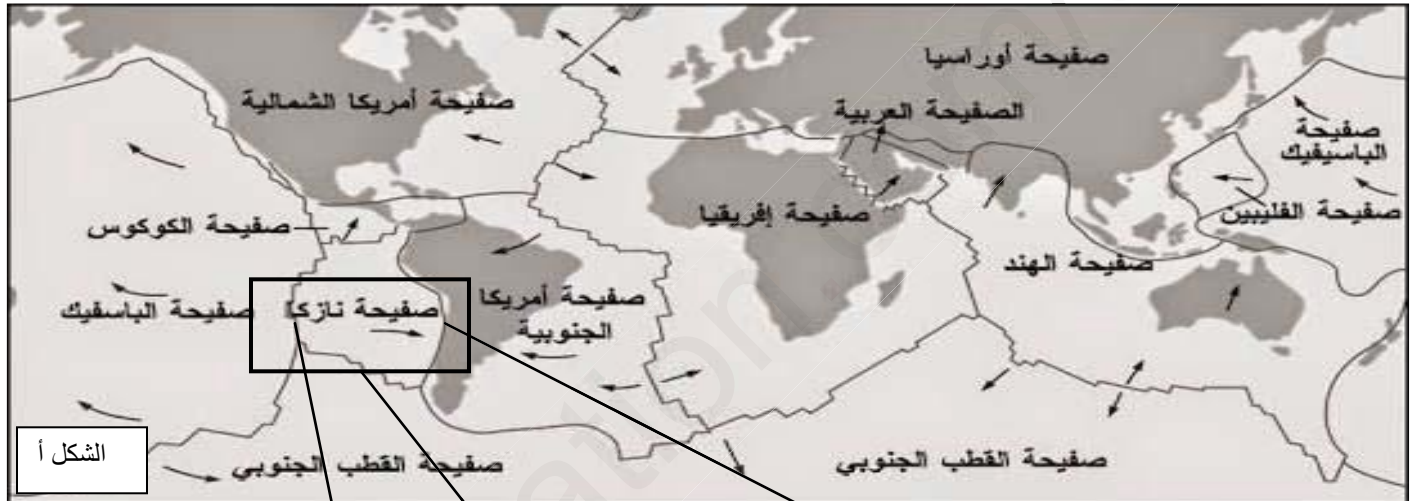 صفيحة أوراسيا
صفيحة أمريكا الشمالية
الصفيحة العربية
صفيحة
الباسيفيك
صفيحة الفليبين
صفيحة إفريقيا
صفيحة الكوكوس
صفيحة الهند
صفيحة أمريكا
الجنوبية
صفيحة نازكا
صفيحة الباسفيك
صفيحة القطب الجنوبي
صفيحة القطب الجنوبي
الشكل أ